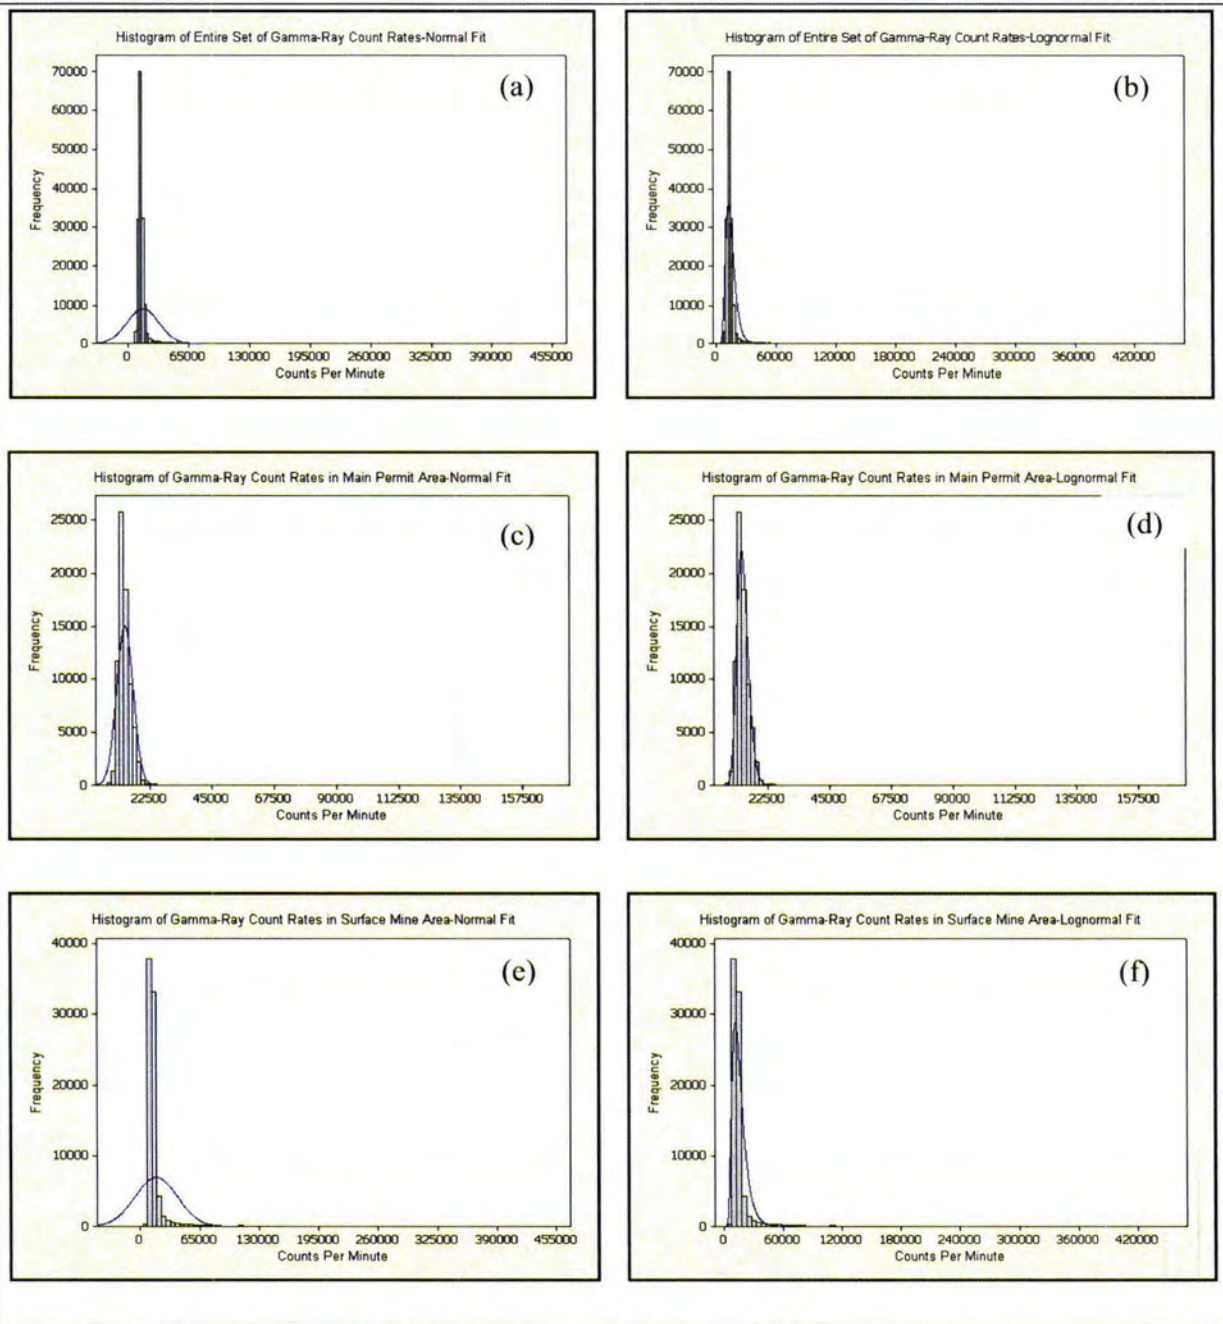 Histogram of Entire Set of Gamma-Ray Count Rates-Normal Fit
(a)
70000
60000
50000
40000
30000
20000
10000
0
Frequency
0 65000 130000 195000 260000 325000 390000 455000
Counts Per Minute
Histogram of Entire Set of Gamma-Ray Count Rates-Lognormal Fit
(b)
70000
60000
50000
40000
30000
20000
10000
0
Frequency
0 60000 120000 180000 240000 300000 360000 420000
Counts Per Minute
Histogram of Gamma-Ray Count Rates in Main Permit Area-Normal Fit
(c)
25000
20000
15000
10000
5000
0
Frequency
22500 45000 67500 90000 112500 135000 157500
Counts Per Minute
Histogram of Gamma-Ray Count Rates in Main Permit Area-Lognormal Fit
(d)
25000
20000
15000
10000
5000
0
Frequency
22500 45000 67500 90000 112500 135000 157500
Counts Per Minute
Histogram of Gamma-Ray Count Rates in Surface Mine Area-Normal Fit
(e)
40000
30000
20000
10000
0
Frequency
0 65000 130000 195000 260000 325000 390000 455000
Counts Per Minute
Histogram of Gamma-Ray Count Rates in Surface Mine Area-Lognormal Fit
(f)
40000
30000
20000
10000
0
Frequency
0 60000 120000 180000 240000 300000 360000 420000
Counts Per Minute